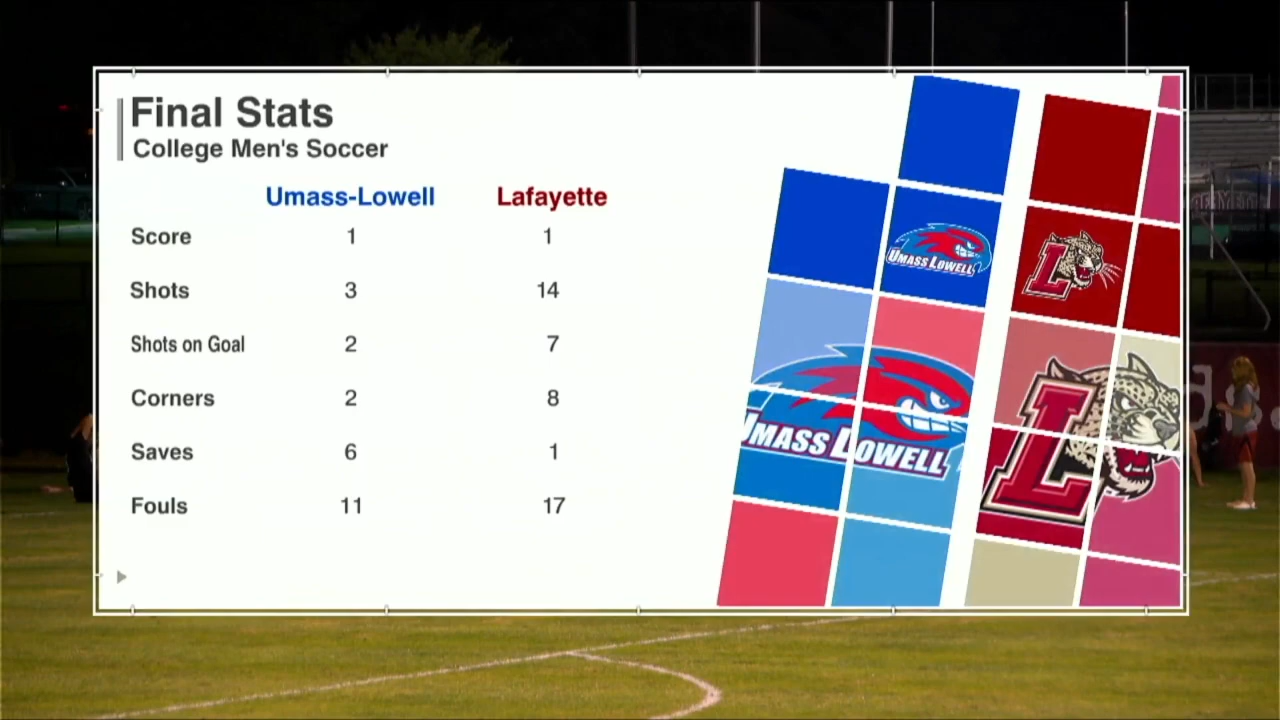 Final Stats
College Men's Soccer
Umass-Lowell Lafayette
Score 1 1
Shots 3 14
Shots on Goal 2 7
Corners 2 8
Saves 6 1
Fouls 11 17
UMASS LOWELL
L
UMASS LOWELL
L